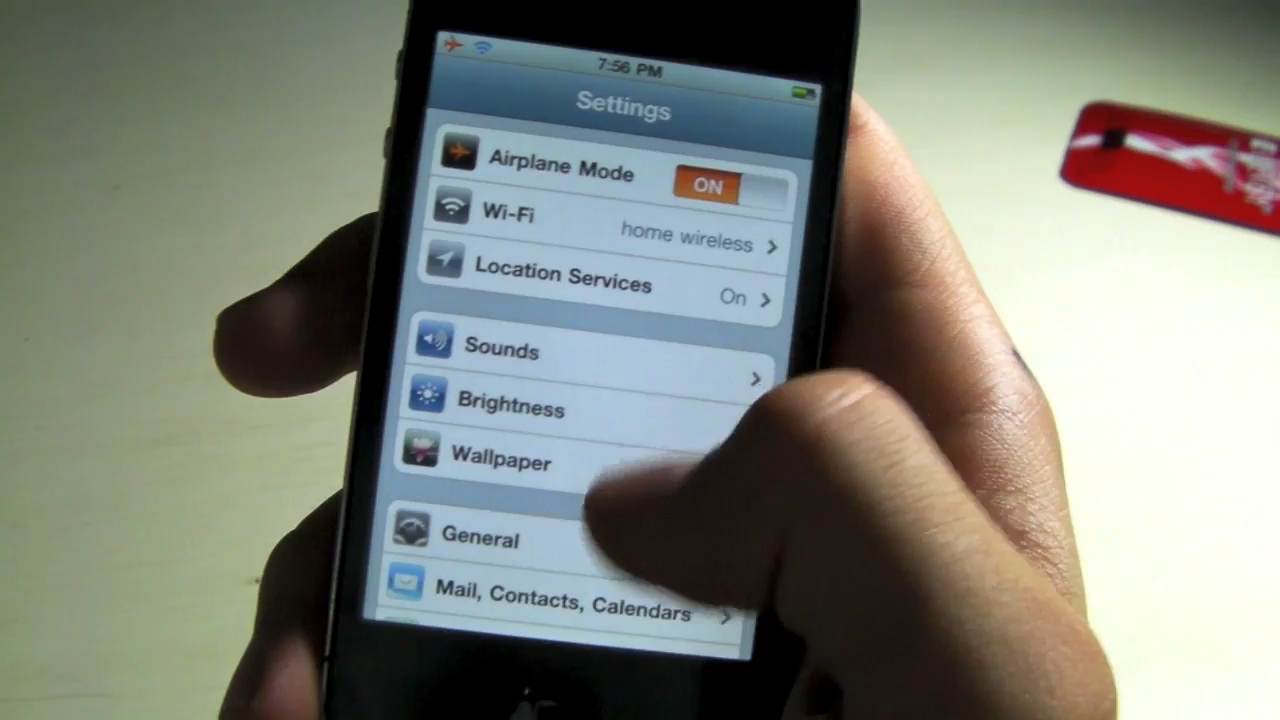 7:56 PM
Settings
Airplane Mode ON
Wi-Fi home wireless
Location Services On
Sounds
Brightness
Wallpaper
General
Mail, Contacts, Calendars